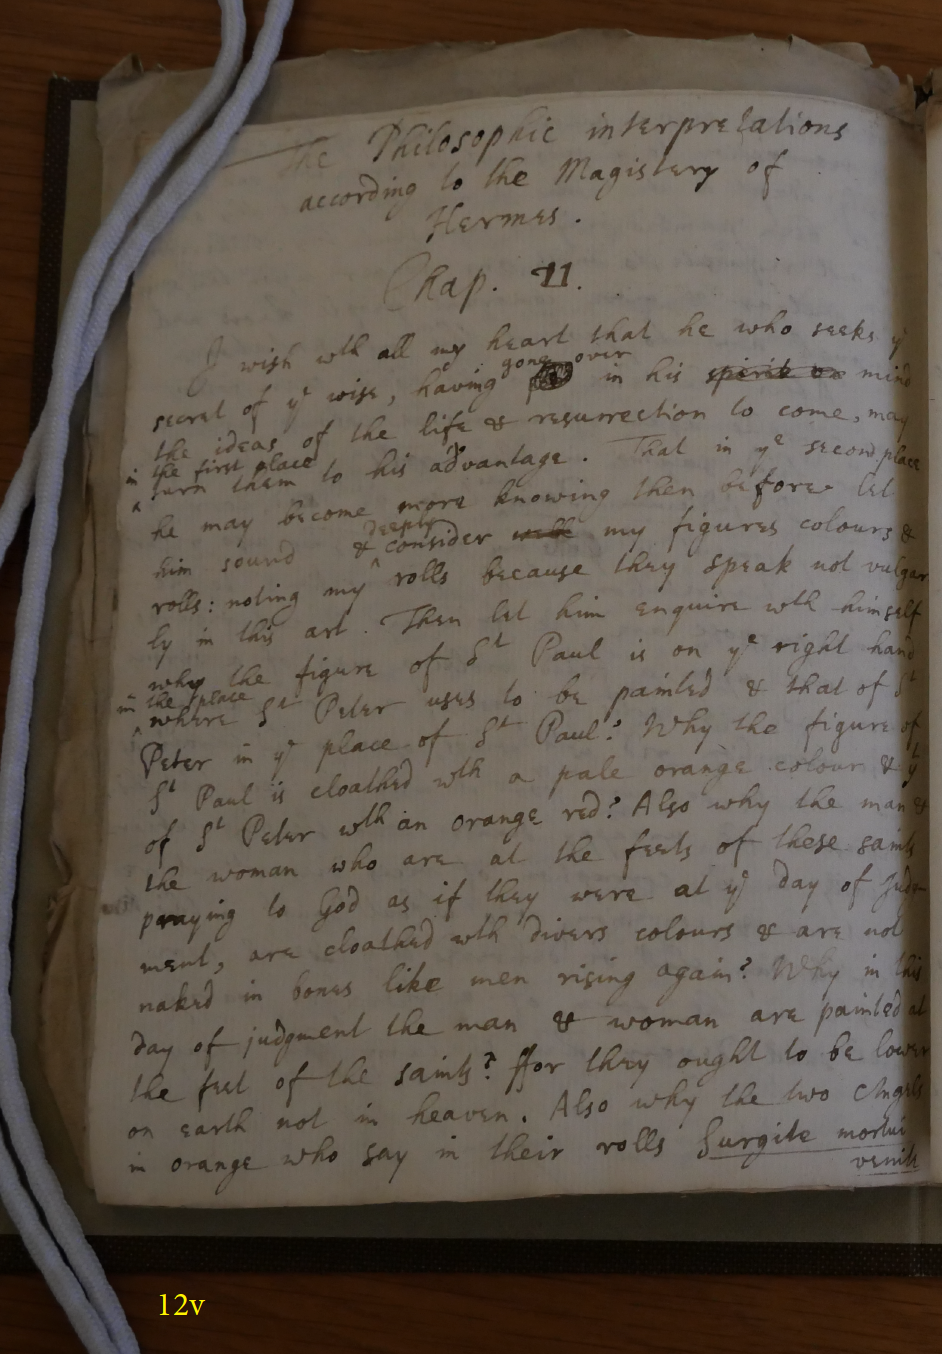 The Philosophic interpretations
according to the Magistery of
Hermes.
Chap. II.
I wish wth all my heart that he who seeks ye
secret of ye wise, having gone over in his spirit or mind
the ideas of the life & resurrection to come, may
in the first place
turn them to his advantage. That in ye second place
he may become more knowing then before let
him sound & deeply consider well my figures colours &
rolls: noting my rolls because they speak not vulgar
ly in this art. Then let him enquire wth himself
why the figure of St Paul is on ye right hand
in the place
where St Peter uses to be painted & that of St
Peter in ye place of St Paul? Why the figure of
St Paul is cloathed wth a pale orange colour & yt
of St Peter wth an orange red? Also why the man &
the woman who are at the feets of these saints
praying to God as if they were at ye day of Judg
ment, are cloathed wth divers colours & are not
naked in bones like men rising again? Why in this
day of judgment the man & woman are painted at
the feet of the saints? ffor they ought to be lower
on earth not in heaven. Also why the two Angels
in orange who say in their rolls Surgite mortui
venite
12v